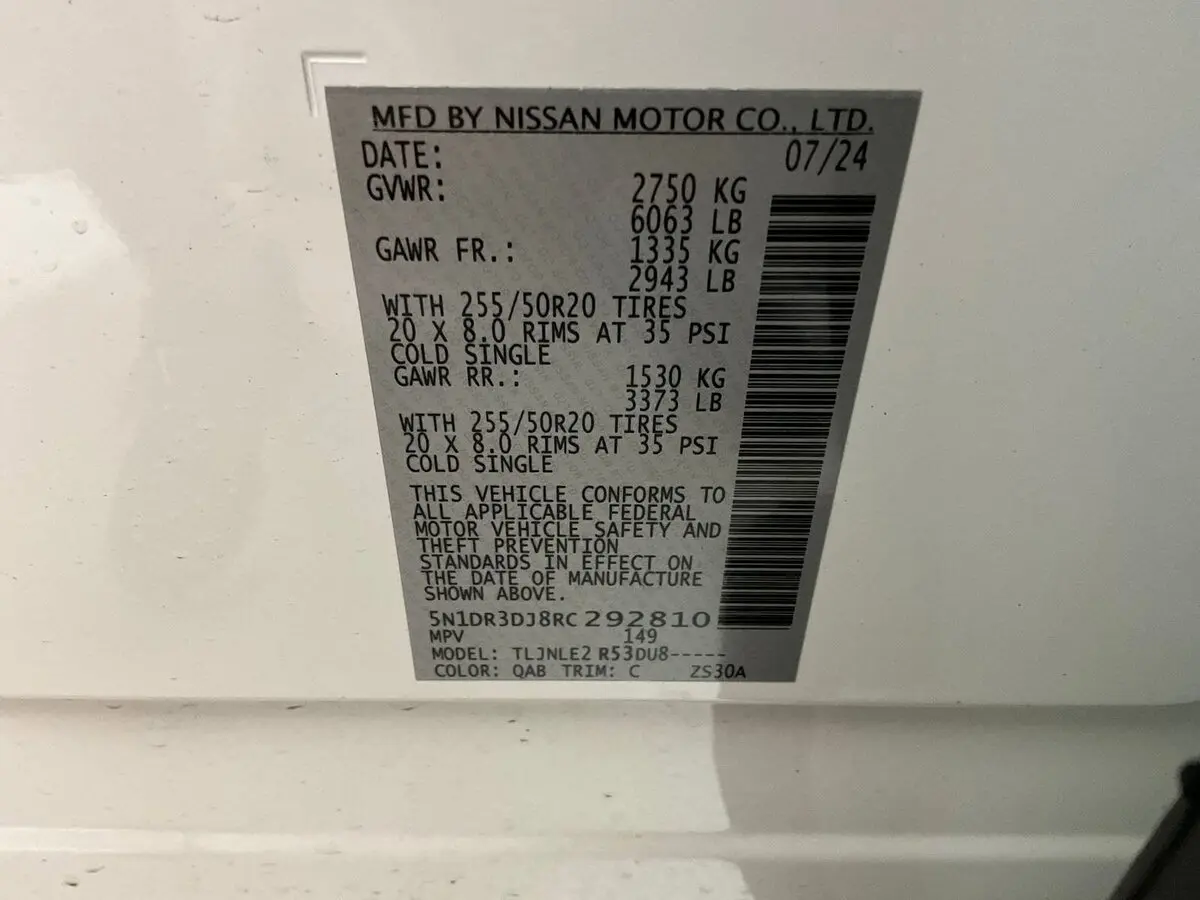 MFD BY NISSAN MOTOR CO., LTD.
DATE: 07/24
GVWR: 2750 KG
6063 LB
GAWR FR.: 1335 KG
2943 LB
WITH 255/50R20 TIRES
20 X 8.0 RIMS AT 35 PSI
COLD SINGLE
GAWR RR.: 1530 KG
3373 LB
WITH 255/50R20 TIRES
20 X 8.0 RIMS AT 35 PSI
COLD SINGLE
THIS VEHICLE CONFORMS TO
ALL APPLICABLE FEDERAL
MOTOR VEHICLE SAFETY AND
THEFT PREVENTION
STANDARDS IN EFFECT ON
THE DATE OF MANUFACTURE
SHOWN ABOVE.
5N1DR3DJ8RC292810
MPV 149
MODEL: TLJNLE2 R53DU8-----
COLOR: QAB TRIM: C ZS30A